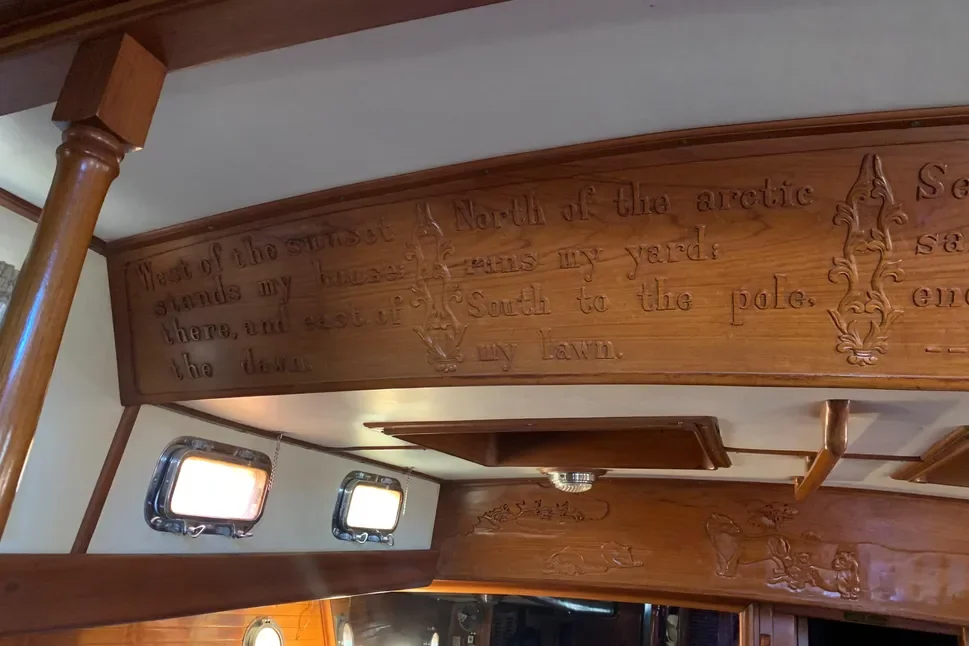 West of the sunset
stands my house;
there, and east of
the dawn.
North of the arctic
runs my yard;
South to the pole,
my lawn.
Se
sa
en